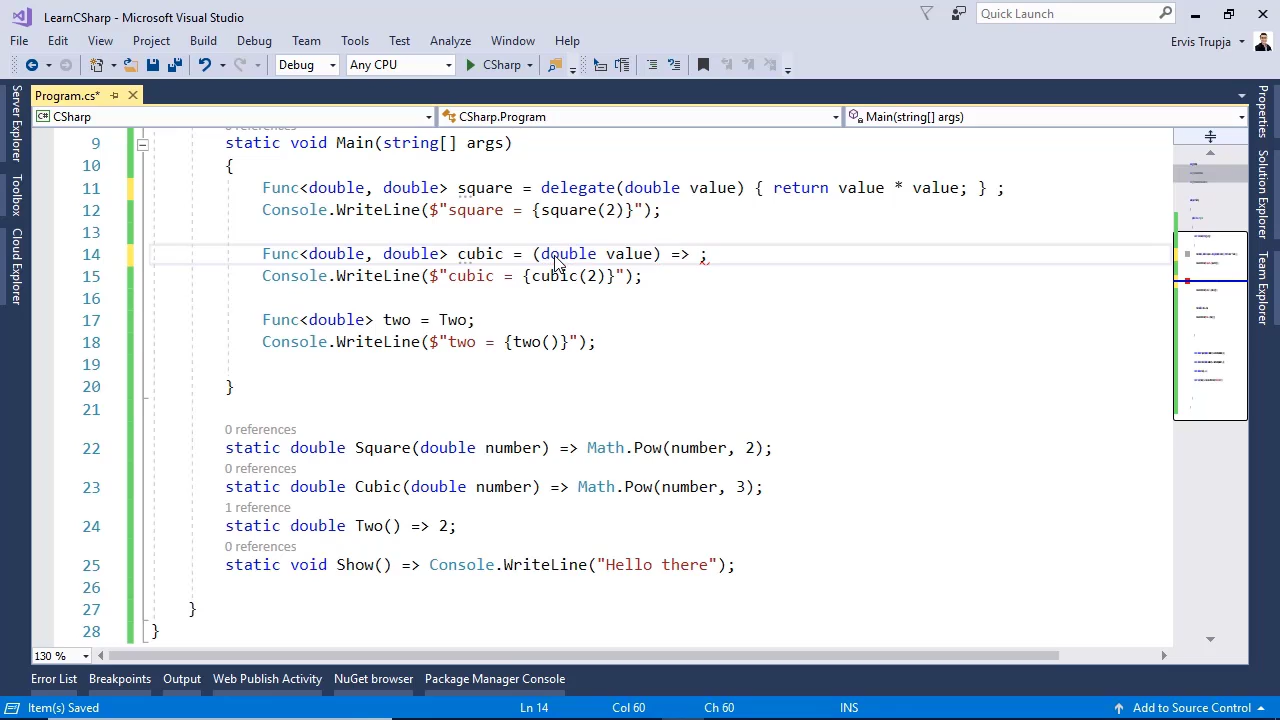 LearnCSharp - Microsoft Visual Studio
Quick Launch
File Edit View Project Build Debug Team Tools Test Analyze Window Help
Ervis Trupja
Debug Any CPU CSharp
Program.cs*
CSharp CSharp.Program Main(string[] args)
Server Explorer
Toolbox
Cloud Explorer
Properties
Solution Explorer
Team Explorer
9 static void Main(string[] args)
10 {
11 Func<double, double> square = delegate(double value) { return value * value; } ;
12 Console.WriteLine($"square = {square(2)}");
13
14 Func<double, double> cubic = (double value) => ;
15 Console.WriteLine($"cubic = {cubic(2)}");
16
17 Func<double> two = Two;
18 Console.WriteLine($"two = {two()}");
19
20 }
21
0 references
22 static double Square(double number) => Math.Pow(number, 2);
0 references
23 static double Cubic(double number) => Math.Pow(number, 3);
1 reference
24 static double Two() => 2;
0 references
25 static void Show() => Console.WriteLine("Hello there");
26
27 }
28 }
130 %
Error List Breakpoints Output Web Publish Activity NuGet browser Package Manager Console
Item(s) Saved Ln 14 Col 60 Ch 60 INS Add to Source Control